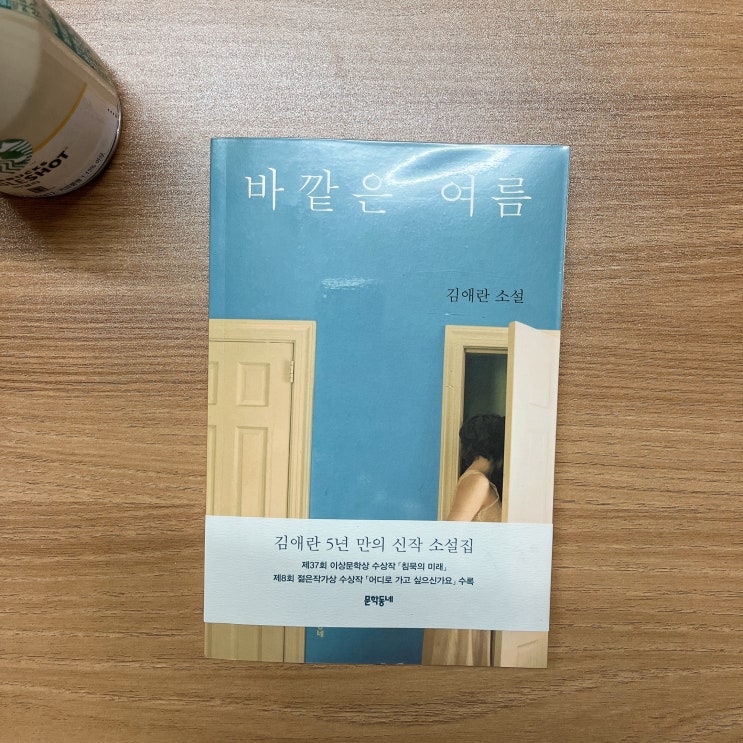 바깥은 여름
김애란 소설
김애란 5년 만의 신작 소설집
제37회 이상문학상 수상작 「침묵의 미래」
제8회 젊은작가상 수상작 「어디로 가고 싶으신가요」 수록
문학동네